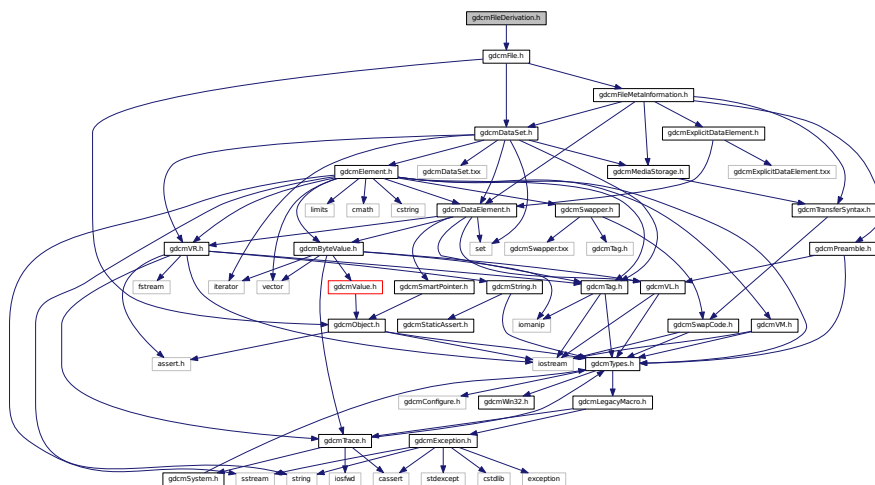 gdcmFileDerivation.h
gdcmFile.h
gdcmFileMetaInformation.h
gdcmDataSet.h
gdcmExplicitDataElement.h
gdcmElement.h
gdcmDataSet.txx
gdcmMediaStorage.h
gdcmExplicitDataElement.txx
limits
cmath
cstring
gdcmDataElement.h
gdcmSwapper.h
gdcmTransferSyntax.h
gdcmVR.h
gdcmByteValue.h
set
gdcmSwapper.txx
gdcmTag.h
gdcmPreamble.h
fstream
iterator
vector
gdcmValue.h
gdcmSmartPointer.h
gdcmString.h
gdcmTag.h
gdcmVL.h
gdcmObject.h
gdcmStaticAssert.h
iomanip
gdcmSwapCode.h
gdcmVM.h
assert.h
iostream
gdcmTypes.h
gdcmConfigure.h
gdcmWin32.h
gdcmLegacyMacro.h
gdcmTrace.h
gdcmException.h
gdcmSystem.h
sstream
string
iosfwd
cassert
stdexcept
cstdlib
exception